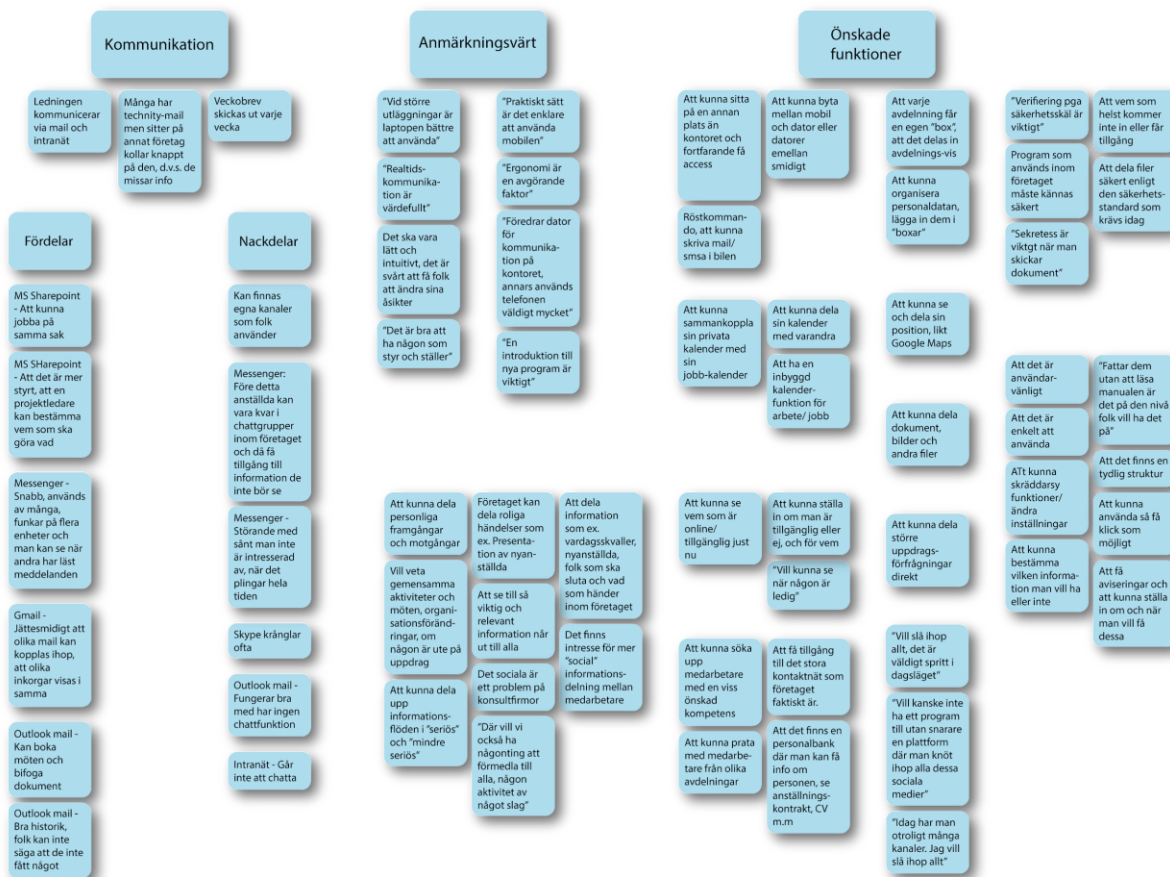 Kommunikation
Ledningen
kommunicerar
via mail och
intranät
Många har
technity-mail
men sitter på
annat företag
kollar knappt
på den, d.v.s. de
missar info
Veckobrev
skickas ut varje
vecka
Fördelar
MS Sharepoint
- Att kunna
jobba på
samma sak
MS SHarepoint
- Att det är mer
styrt, att en
projektledare
kan bestämma
vem som ska
göra vad
Messenger -
Snabb, används
av många,
funkar på flera
enheter och
man kan se när
andra har läst
meddelanden
Gmail -
Jättesmidigt att
olika mail kan
kopplas ihop,
att olika
inkorgar visas i
samma
Outlook mail -
Kan boka
möten och
bifoga
dokument
Outlook mail -
Bra historik,
folk kan inte
säga att de inte
fått något
Nackdelar
Kan finnas
egna kanaler
som folk
använder
Messenger:
Före detta
anställda kan
vara kvar i
chattgrupper
inom företaget
och då få
tillgång till
information de
inte bör se
Messenger -
Störande med
sånt man inte
är intresserad
av, när det
plingar hela
tiden
Skype krånglar
ofta
Outlook mail -
Fungerar bra
med har ingen
chattfunktion
Intranät - Går
inte att chatta
Anmärkningsvärt
"Vid större
utläggningar är
laptopen bättre
att använda"
"Realtids-
kommunika-
tion är
värdefullt"
Det ska vara
lätt och
intuitivt, det är
svårt att få folk
att ändra sina
åsikter
"Det är bra att
ha någon som
styr och ställer"
"Praktiskt sätt
är det enklare
att använda
mobilen"
"Ergonomi är
en avgörande
faktor"
"Föredrar dator
för
kommunika-
tion på
kontoret,
annars används
telefonen
väldigt mycket"
"En
introduktion till
nya program är
viktigt"
Att kunna dela
personliga
framgångar
och motgångar
Vill veta
gemensamma
aktiviteter och
möten, organi-
sationsföränd-
ringar, om
någon är ute på
uppdrag
Att kunna dela
upp
informations-
flöden i "seriös"
och "mindre
seriös"
Företaget kan
dela roliga
händelser som
ex. Presenta-
tion av nyan-
ställda
Att se till så
viktig och
relevant
information når
ut till alla
Det sociala är
ett problem på
konsultfirmor
"Där vill vi
också ha
någonting att
förmedla till
alla, någon
aktivitet av
något slag"
Att dela
information
som ex.
vardagsskvaller,
nyanställda,
folk som ska
sluta och vad
som händer
inom företaget
Det finns
intresse för mer
"social"
informations-
delning mellan
medarbetare
Önskade
funktioner
Att kunna sitta
på en annan
plats än
kontoret och
fortfarande få
access
Röstkomman-
do, att kunna
skriva mail/
smsa i bilen
Att kunna byta
mellan mobil
och dator eller
datorer
emellan
smidigt
Att kunna
sammankoppla
sin privata
kalender med
sin
jobb-kalender
Att kunna dela
sin kalender
med varandra
Att ha en
inbyggd
kalender-
funktion för
arbete/ jobb
Att kunna se
vem som är
online/
tillgänglig just
nu
Att kunna ställa
in om man är
tillgänglig eller
ej, och för vem
"Vill kunna se
när någon är
ledig"
Att kunna söka
upp
medarbetare
med en viss
önskad
kompetens
Att kunna prata
med medarbe-
tare från olika
avdelningar
Att få tillgång
till det stora
kontaktnät som
företaget
faktiskt är.
Att det finns en
personalbank
där man kan få
info om
personen, se
anställnings-
kontrakt, CV
m.m
Att varje
avdelnning får
en egen "box",
att det delas in
avdelnings-vis
Att kunna
organisera
personaldatan,
lägga in dem i
"boxar"
Att kunna se
och dela sin
position, likt
Google Maps
Att kunna dela
dokument,
bilder och
andra filer
Att kunna dela
större
uppdrags-
förfrågningar
direkt
"Vill slå ihop
allt, det är
väldigt spritt i
dagsläget"
"Vill kanske inte
ha ett program
till utan snarare
en plattform
där man knöt
ihop alla dessa
sociala
medier"
"Idag har man
otroligt många
kanaler. Jag vill
slå ihop allt"
"Verifiering pga
säkerhetsskäl är
viktigt"
Program som
används inom
företaget
måste kännas
säkert
"Sekretess är
viktgt när man
skickar
dokument"
Att vem som
helst kommer
inte in eller får
tillgång
Att dela filer
säkert enligt
den säkerhets-
standard som
krävs idag
Att det är
användar-
vänligt
Att det är
enkelt att
använda
ATt kunna
skräddarsy
funktioner/
ändra
inställningar
Att kunna
bestämma
vilken informa-
tion man vill ha
eller inte
"Fattar dem
utan att läsa
manualen är
det på den nivå
folk vill ha det
på"
Att det finns en
tydlig struktur
Att kunna
använda så få
klick som
möjligt
Att få
aviseringar och
att kunna ställa
in om och när
man vill få
dessa